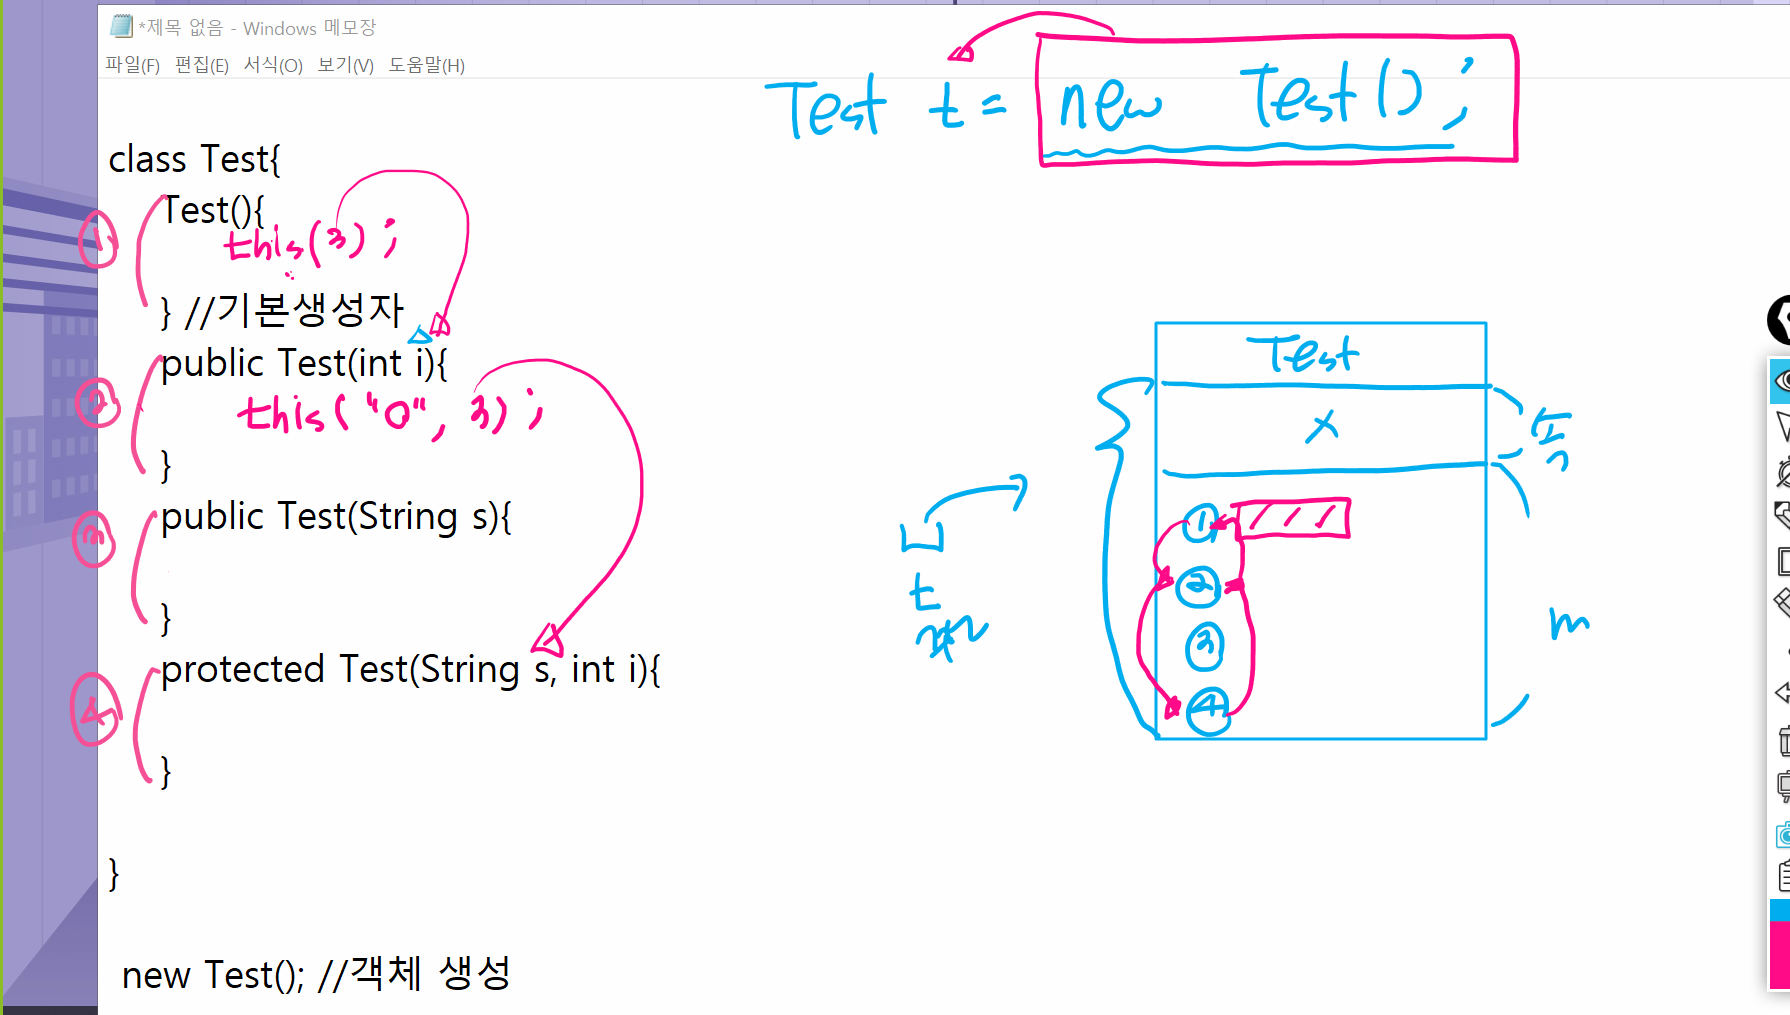 *제목 없음 - Windows 메모장
파일(F) 편집(E) 서식(O) 보기(V) 도움말(H)
Test t = new Test();
class Test{
Test(){
① this(3);
} //기본생성자
public Test(int i){
② this("0", 3);
}
③ public Test(String s){
}
④ protected Test(String s, int i){
}
}
new Test(); //객체 생성
Test
X
①
②
③
④
t
m